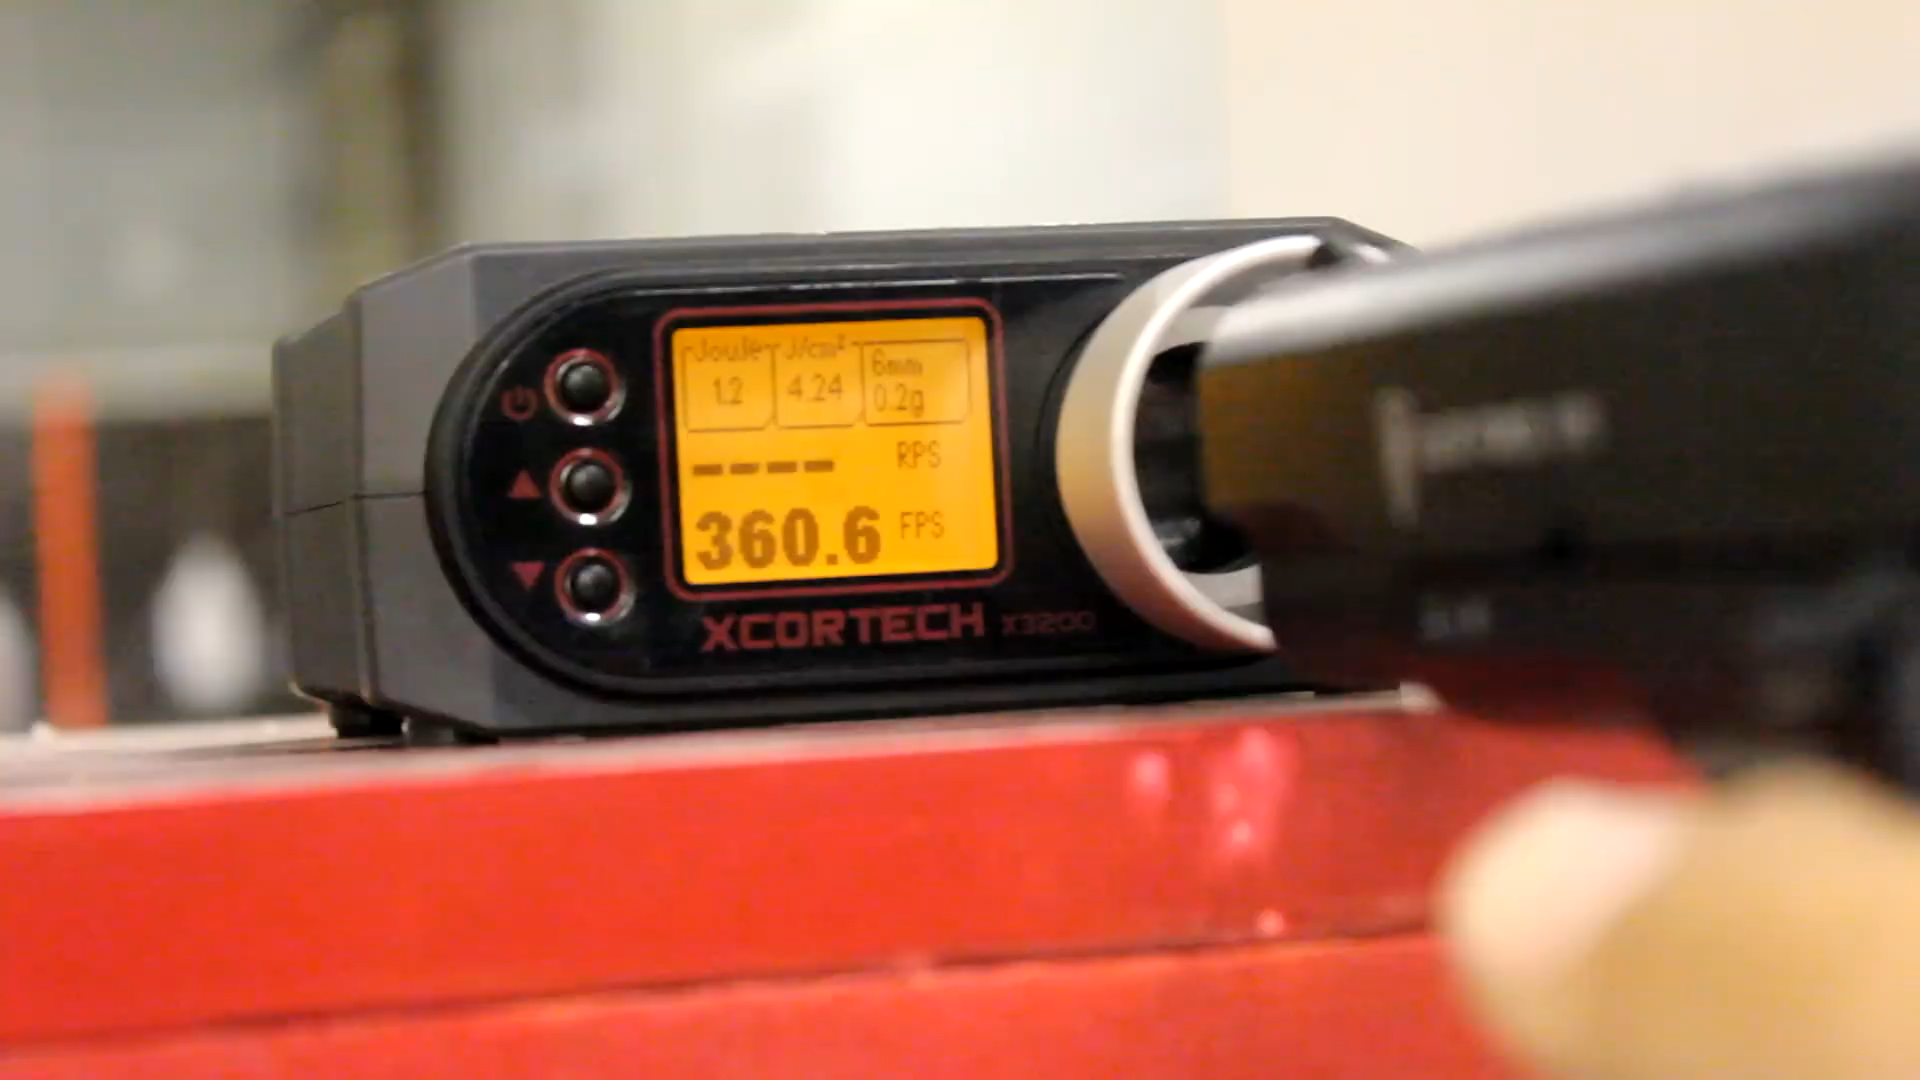 Joule J/cm² 6mm
1.2 4.24 0.2g
---- RPS
360.6 FPS
XCORTECH X3200